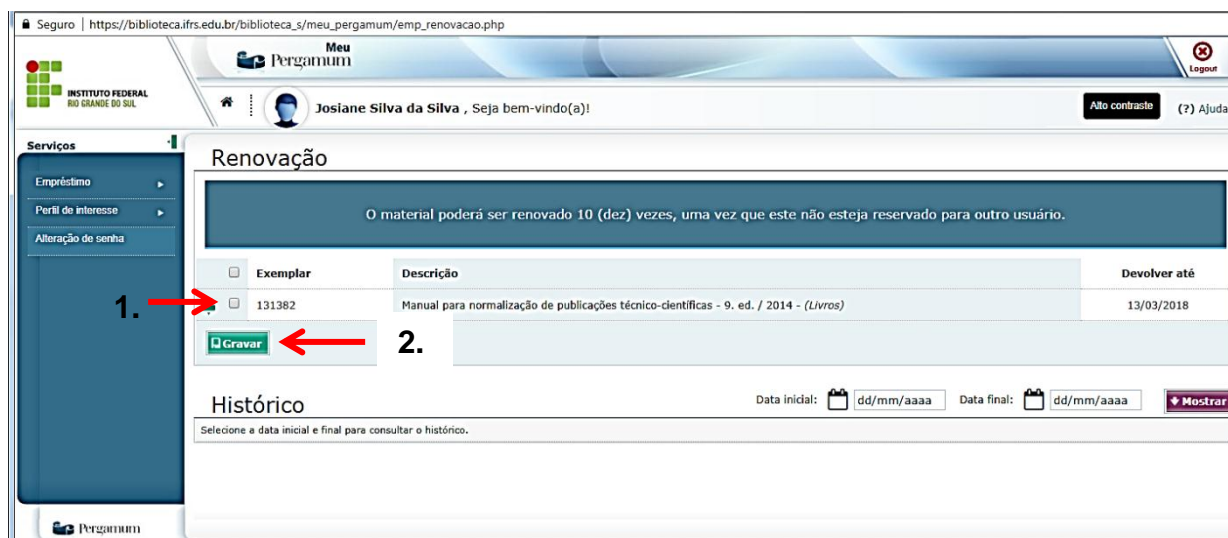 Seguro | https://biblioteca.ifrs.edu.br/biblioteca_s/meu_pergamum/emp_renovacao.php
INSTITUTO FEDERAL
RIO GRANDE DO SUL
Meu
Pergamum
Logout
Josiane Silva da Silva , Seja bem-vindo(a)!
Alto contraste
(?) Ajuda
Serviços
Empréstimo
Perfil de interesse
Alteração de senha
Renovação
O material poderá ser renovado 10 (dez) vezes, uma vez que este não esteja reservado para outro usuário.
Exemplar Descrição Devolver até
1. 131382 Manual para normalização de publicações técnico-científicas - 9. ed. / 2014 - (Livros) 13/03/2018
Gravar 2.
Histórico Data inicial: dd/mm/aaaa Data final: dd/mm/aaaa Mostrar
Selecione a data inicial e final para consultar o histórico.
Pergamum